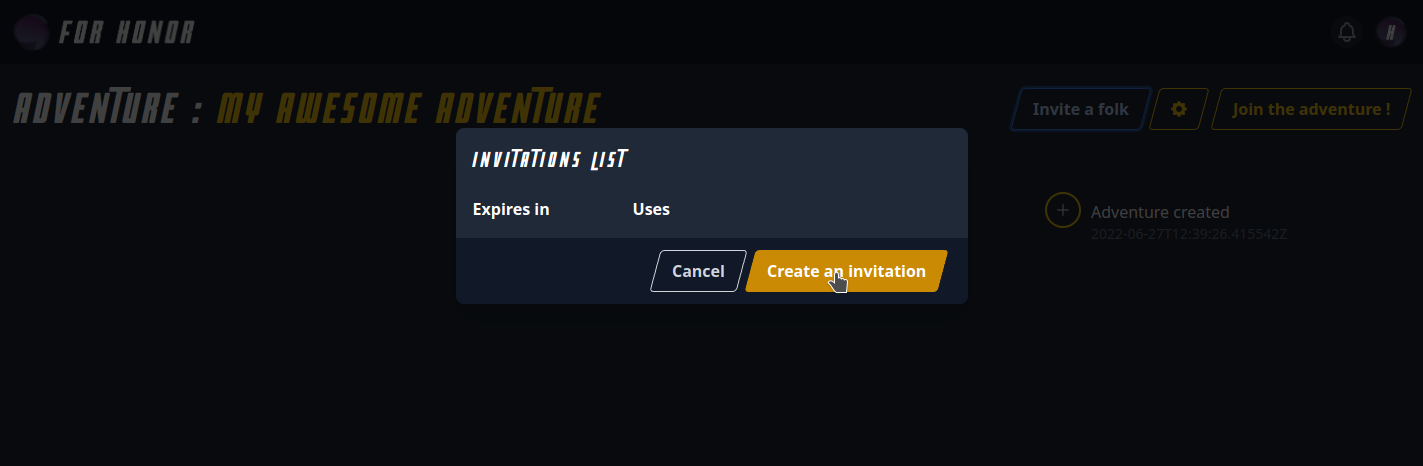 FOR HONOR
H
ADVENTURE : MY AWESOME ADVENTURE
Invite a folk
Join the adventure !
INVITATIONS LIST
Expires in Uses
Adventure created
2022-06-27T12:39:26.415542Z
Cancel
Create an invitation